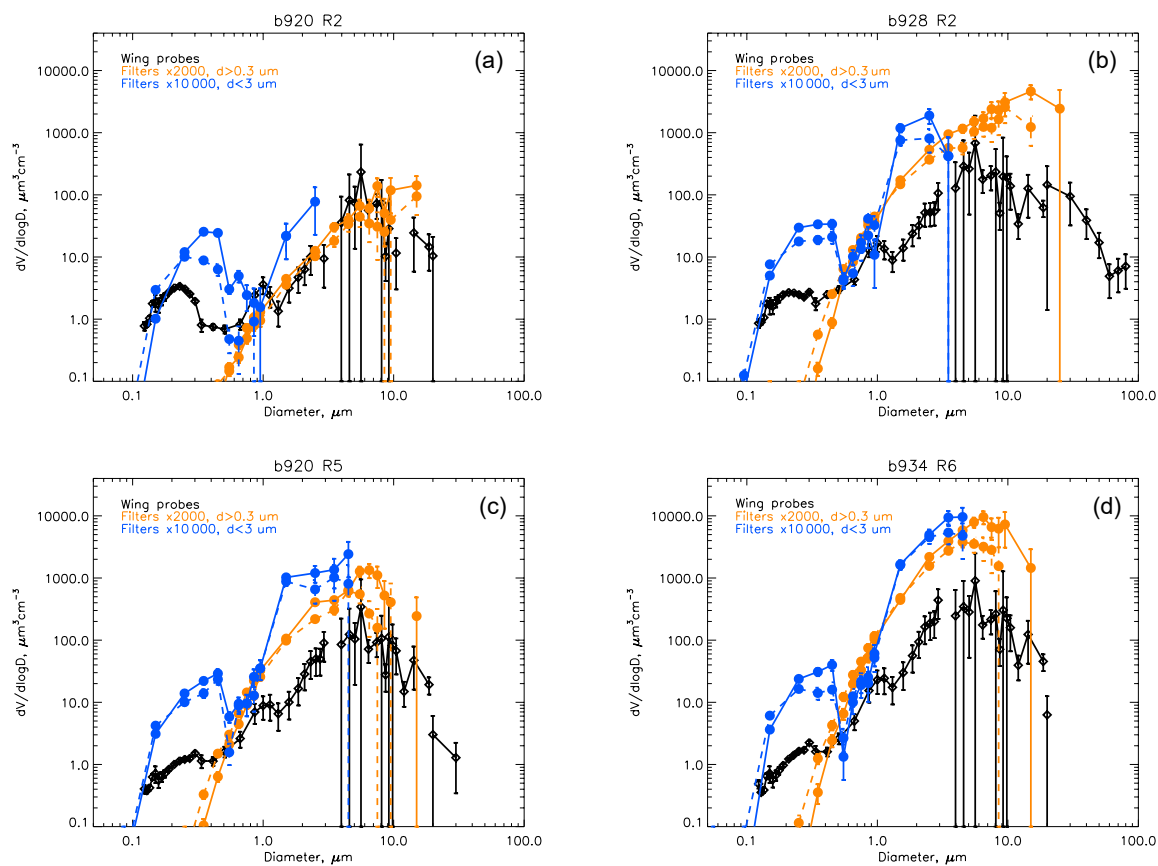 b920 R2
(a)
Wing probes
Filters x2000, d>0.3 um
Filters x10 000, d<3 um
10000.0
1000.0
100.0
10.0
1.0
0.1
dV/dlogD, μm³cm⁻³
0.1
1.0
10.0
100.0
Diameter, μm
b928 R2
(b)
Wing probes
Filters x2000, d>0.3 um
Filters x10 000, d<3 um
10000.0
1000.0
100.0
10.0
1.0
0.1
dV/dlogD, μm³cm⁻³
0.1
1.0
10.0
100.0
Diameter, μm
b920 R5
(c)
Wing probes
Filters x2000, d>0.3 um
Filters x10 000, d<3 um
10000.0
1000.0
100.0
10.0
1.0
0.1
dV/dlogD, μm³cm⁻³
0.1
1.0
10.0
100.0
Diameter, μm
b934 R6
(d)
Wing probes
Filters x2000, d>0.3 um
Filters x10 000, d<3 um
10000.0
1000.0
100.0
10.0
1.0
0.1
dV/dlogD, μm³cm⁻³
0.1
1.0
10.0
100.0
Diameter, μm